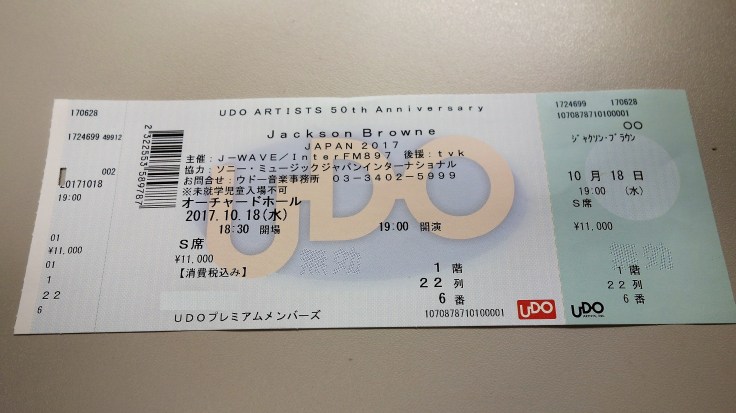 170628
1724699 49912
002
20171018
19:00
01
¥11,000
01
1
22
6
2322553 589787
UDO ARTISTS 50th Anniversary
Jackson Browne
JAPAN 2017
主催：J-WAVE／InterFM897 後援：tvk
協力：ソニー・ミュージックジャパンインターナショナル
お問合せ：ウドー音楽事務所 03-3402-5999
※未就学児童入場不可
オーチャードホール
2017.10.18(水)
18:30 開場 19:00 開演
S席
¥11,000
【消費税込み】
1 階
22 列
6 番
UDOプレミアムメンバーズ
1070878710100001
UDO
UDO
1724699 170628
1070878710100001
○○
ジャクソン・ブラウン
10月18日
19:00 (水)
S席
¥11,000
1階
22列
6番
UDO